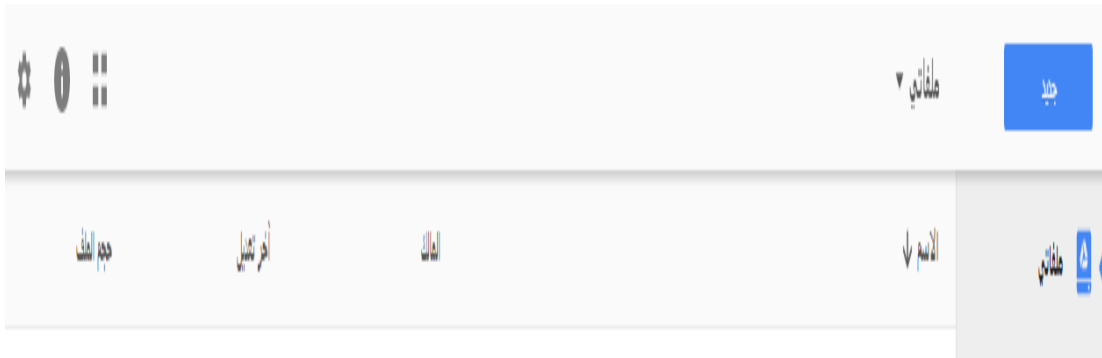 جديد
ملفاتي
ملفاتي
الاسم
المالك
آخر تعديل
حجم الملف